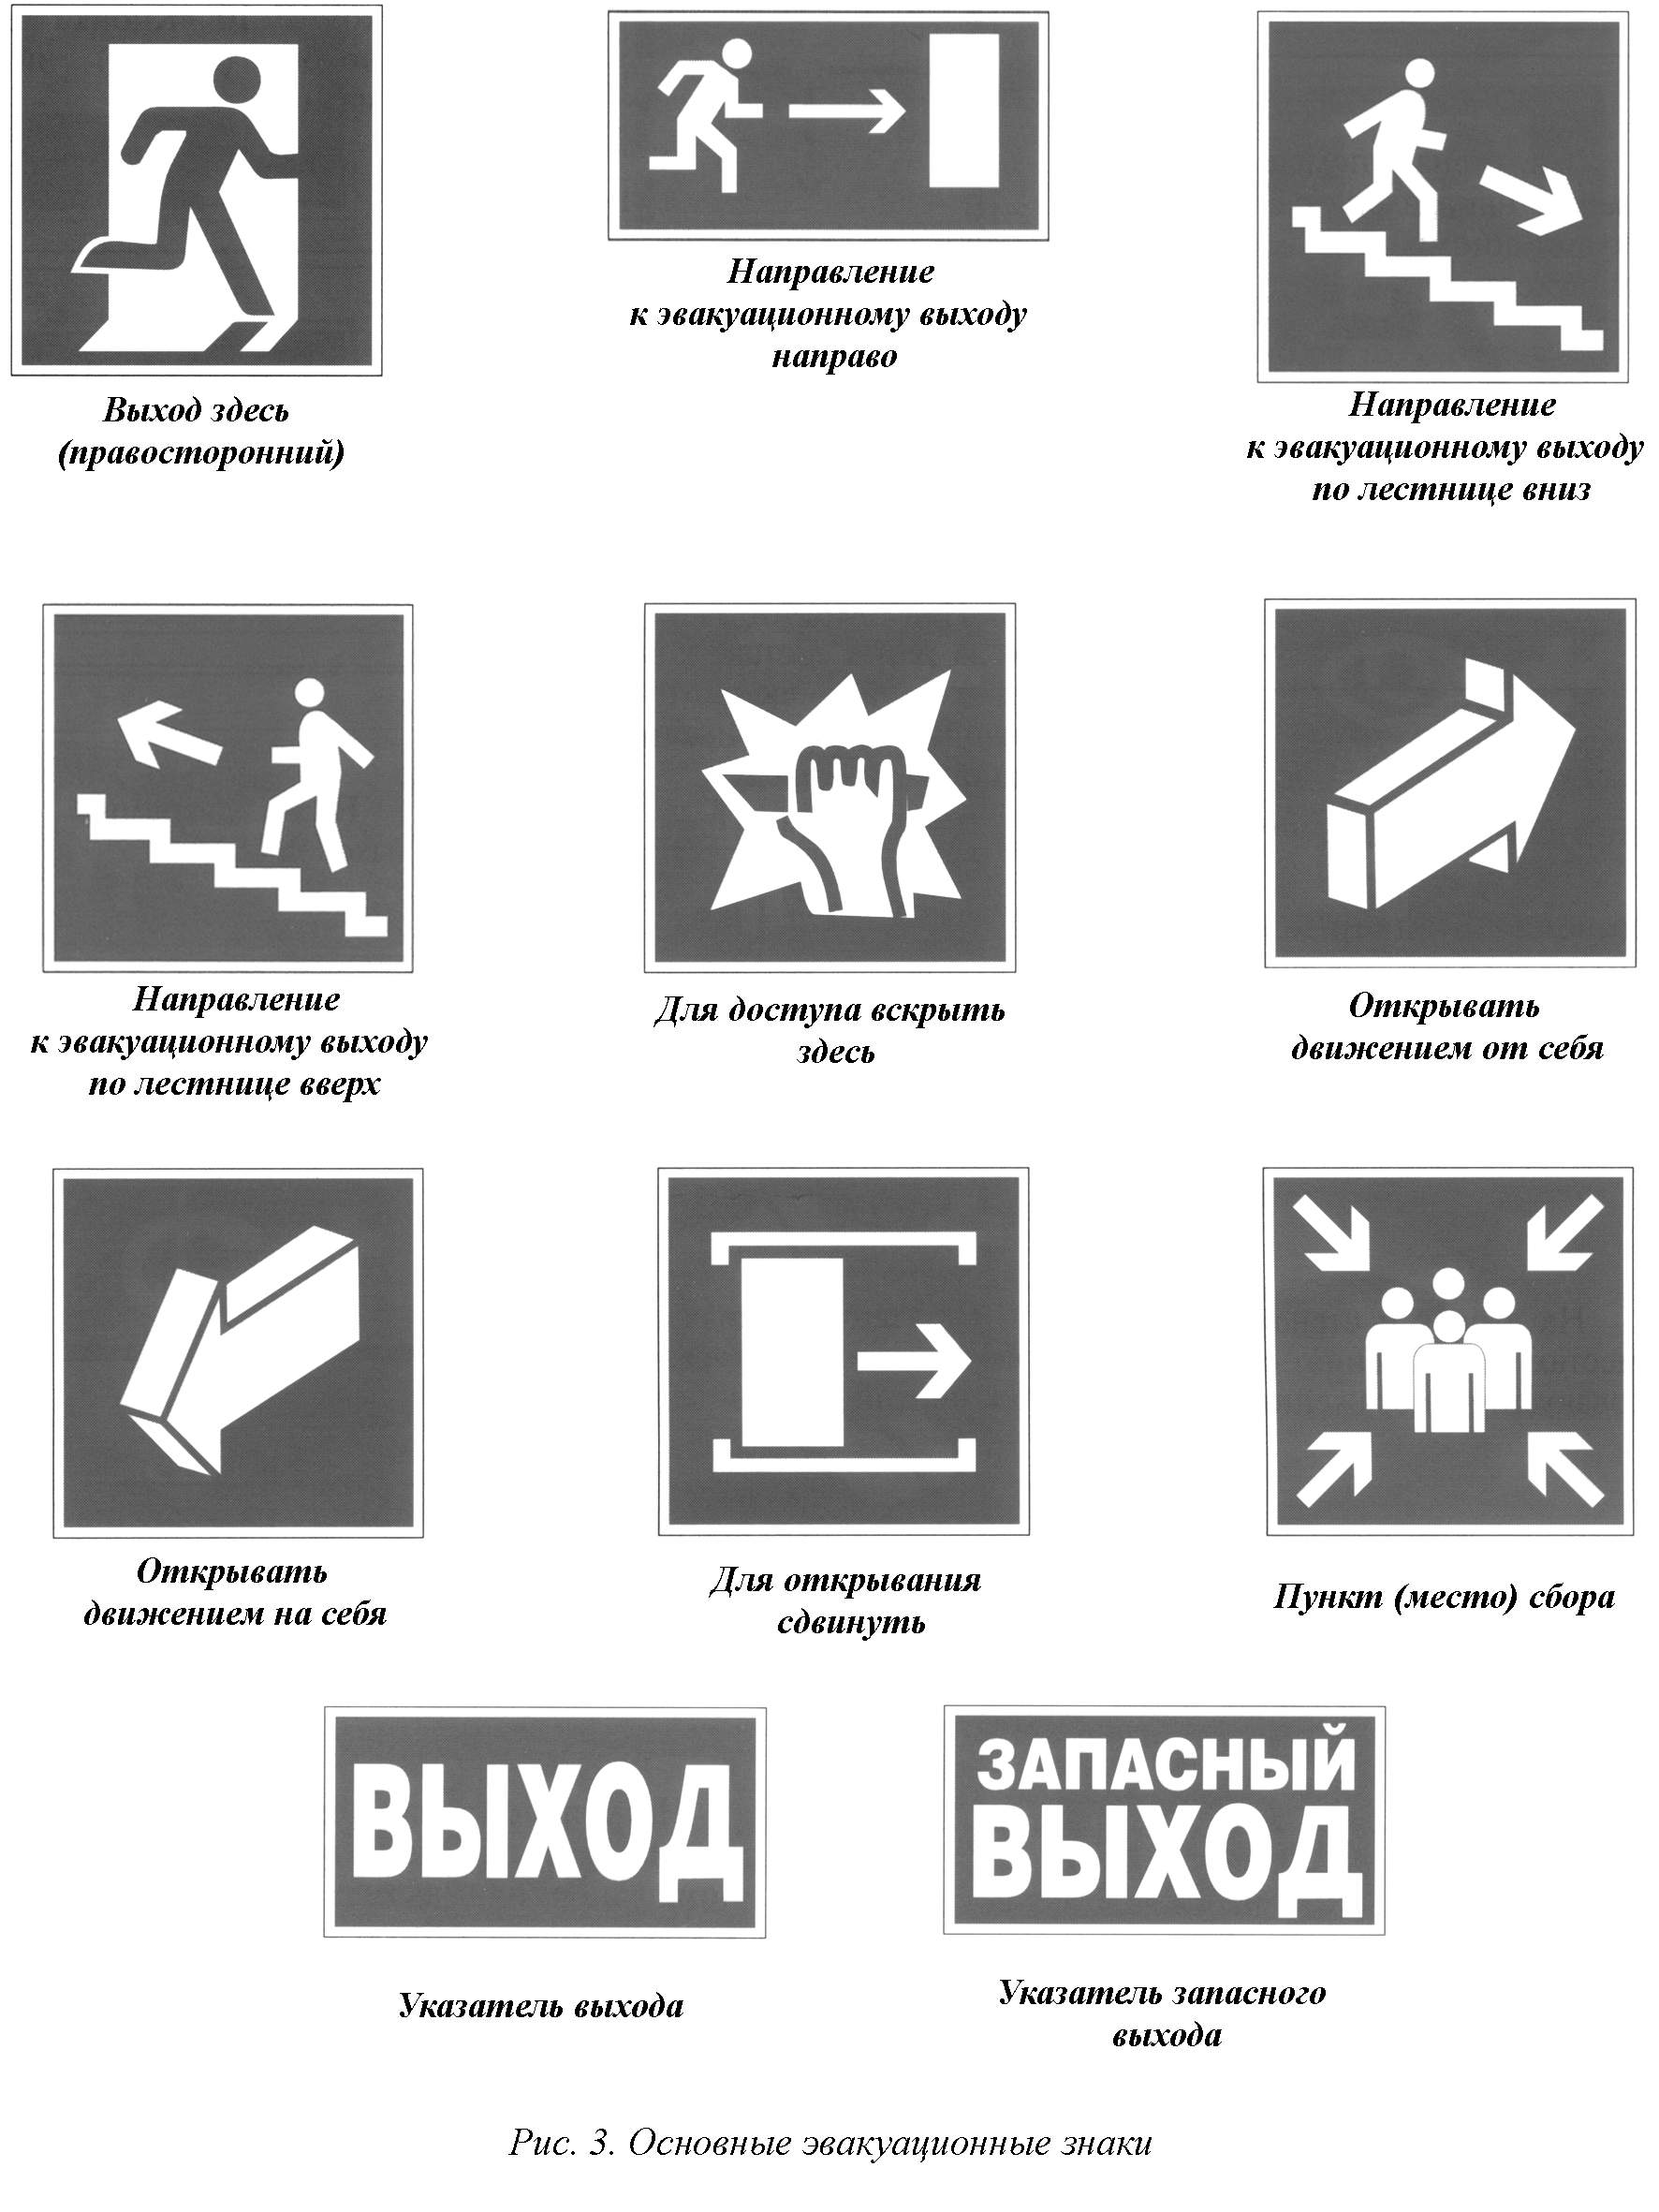 Выход здесь
(правосторонний)
Направление
к эвакуационному выходу
направо
Направление
к эвакуационному выходу
по лестнице вниз
Направление
к эвакуационному выходу
по лестнице вверх
Для доступа вскрыть
здесь
Открывать
движением от себя
Открывать
движением на себя
Для открывания
сдвинуть
Пункт (место) сбора
ВЫХОД
Указатель выхода
ЗАПАСНЫЙ
ВЫХОД
Указатель запасного
выхода
Рис. 3. Основные эвакуационные знаки